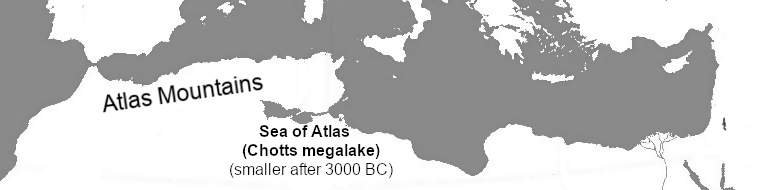 Atlas Mountains
Sea of Atlas
(Chotts megalake)
(smaller after 3000 BC)